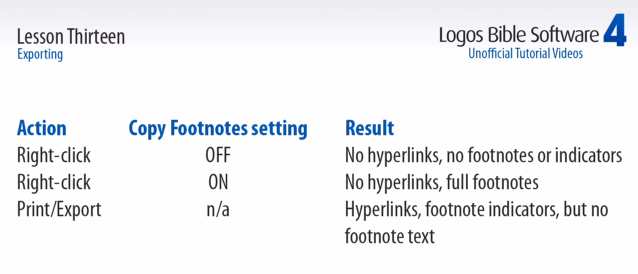 Lesson Thirteen
Exporting
Logos Bible Software 4
Unofficial Tutorial Videos
Action Copy Footnotes setting Result
Right-click OFF No hyperlinks, no footnotes or indicators
Right-click ON No hyperlinks, full footnotes
Print/Export n/a Hyperlinks, footnote indicators, but no
footnote text